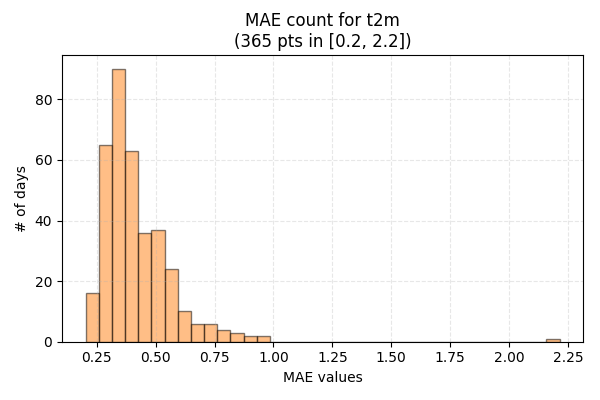 MAE count for t2m
(365 pts in [0.2, 2.2])
# of days
80
60
40
20
0
0.25 0.50 0.75 1.00 1.25 1.50 1.75 2.00 2.25
MAE values